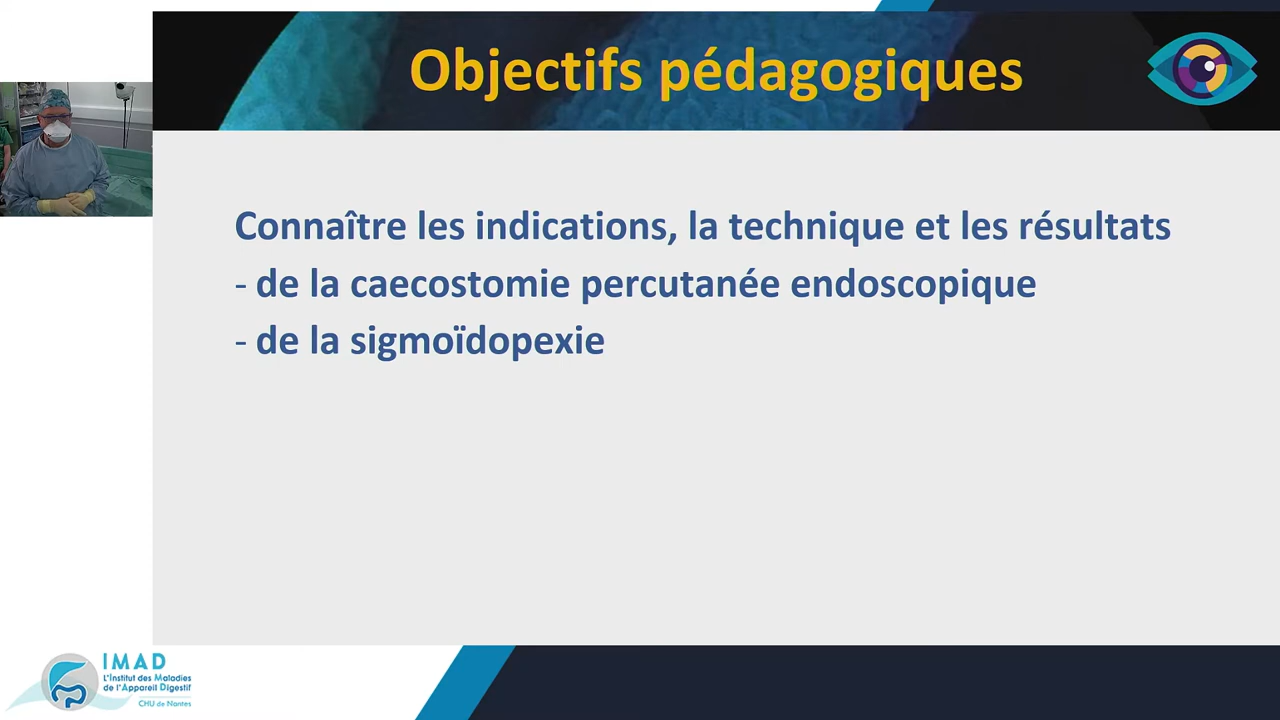 Objectifs pédagogiques
Connaître les indications, la technique et les résultats
- de la caecostomie percutanée endoscopique
- de la sigmoïdopexie
IMAD
L'Institut des Maladies
de l'Appareil Digestif
CHU de Nantes